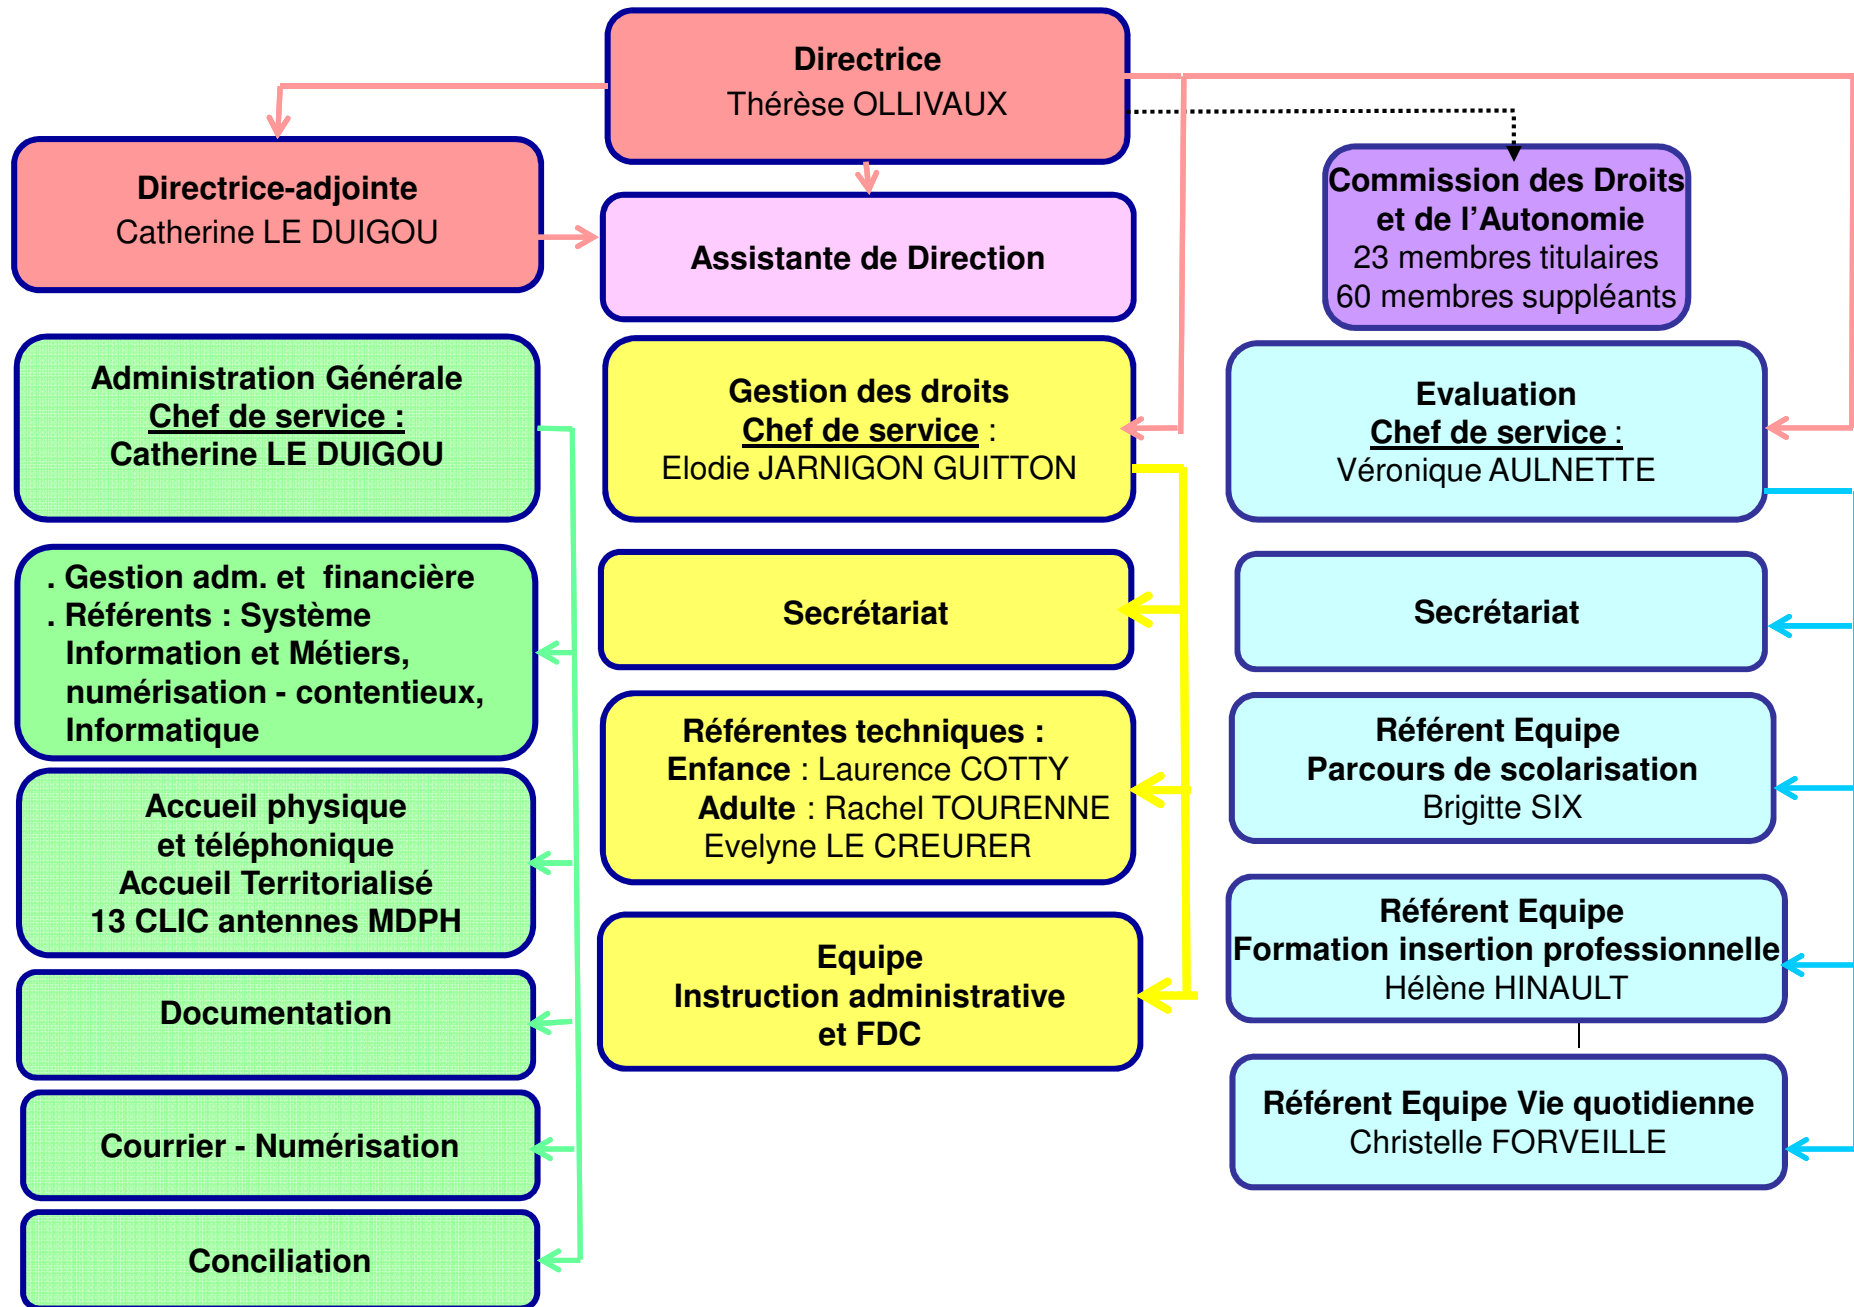 Directrice
Thérèse OLLIVAUX
Directrice-adjointe
Catherine LE DUIGOU
Assistante de Direction
Commission des Droits
et de l’Autonomie
23 membres titulaires
60 membres suppléants
Administration Générale
Chef de service :
Catherine LE DUIGOU
. Gestion adm. et financière
. Référents : Système
Information et Métiers,
numérisation - contentieux,
Informatique
Accueil physique
et téléphonique
Accueil Territorialisé
13 CLIC antennes MDPH
Documentation
Courrier - Numérisation
Conciliation
Gestion des droits
Chef de service :
Elodie JARNIGON GUITTON
Secrétariat
Référentes techniques :
Enfance : Laurence COTTY
Adulte : Rachel TOURENNE
Evelyne LE CREURER
Equipe
Instruction administrative
et FDC
Evaluation
Chef de service :
Véronique AULNETTE
Secrétariat
Référent Equipe
Parcours de scolarisation
Brigitte SIX
Référent Equipe
Formation insertion professionnelle
Hélène HINAULT
Référent Equipe Vie quotidienne
Christelle FORVEILLE